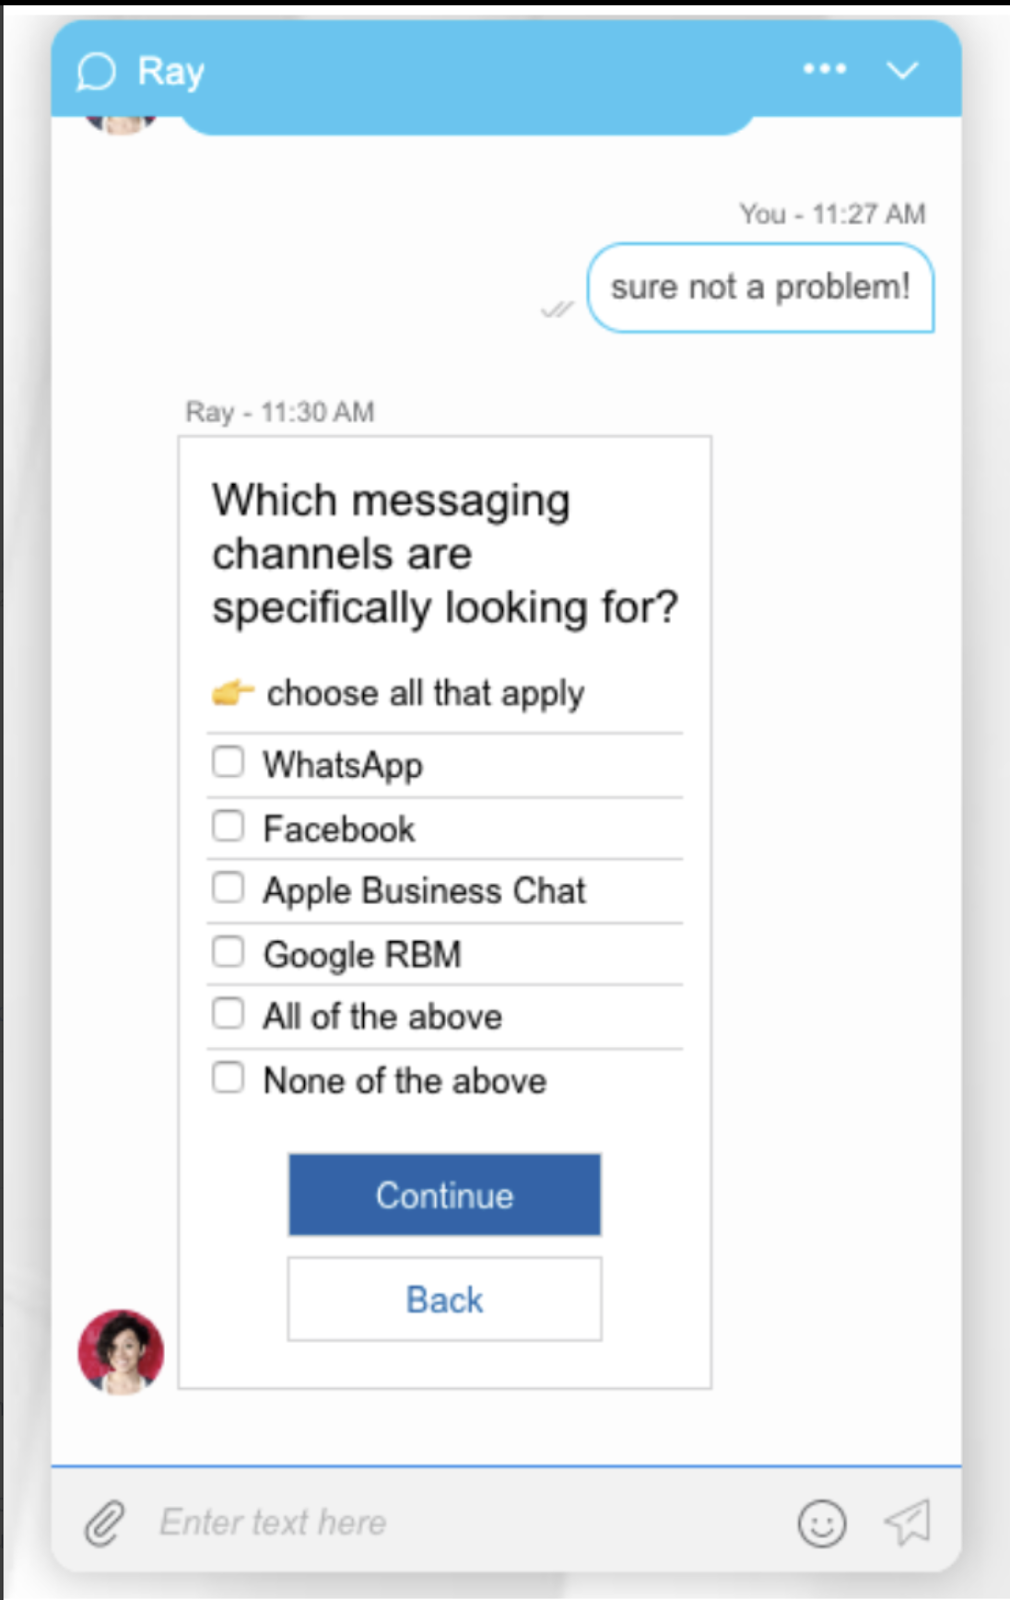 Ray
You - 11:27 AM
sure not a problem!
Ray - 11:30 AM
Which messaging
channels are
specifically looking for?
👉 choose all that apply
WhatsApp
Facebook
Apple Business Chat
Google RBM
All of the above
None of the above
Continue
Back
Enter text here